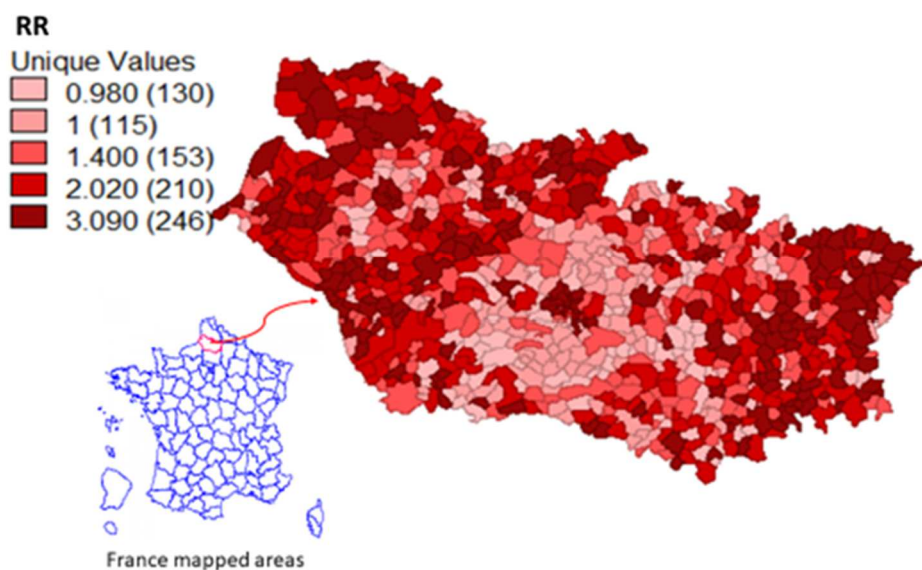 RR
Unique Values
0.980 (130)
1 (115)
1.400 (153)
2.020 (210)
3.090 (246)
France mapped areas